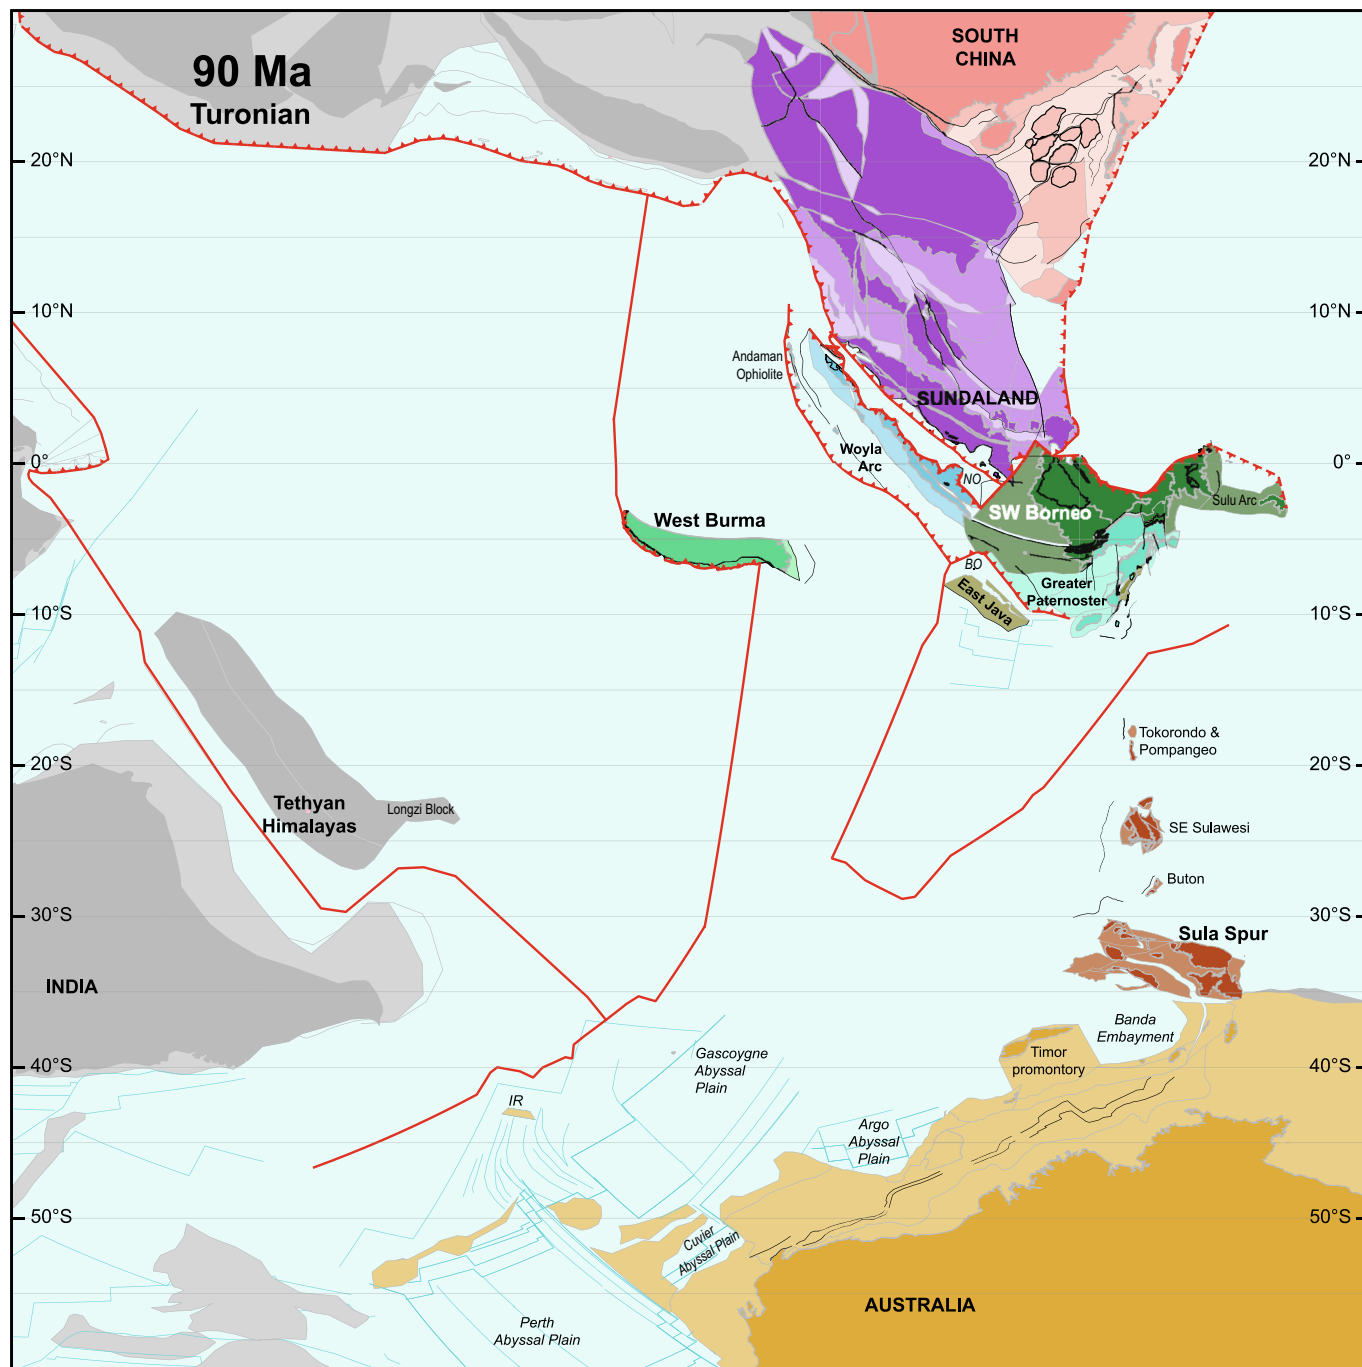 SOUTH
CHINA
90 Ma
Turonian
20°N
20°N
10°N
10°N
Andaman
Ophiolite
SUNDALAND
Woyla
Arc
0°
0°
NO
SW Borneo
Sulu Arc
West Burma
BO
East Java
Greater
Paternoster
10°S
10°S
Tokorondo &
Pompangeo
20°S
20°S
Tethyan
Himalayas
Longzi Block
SE Sulawesi
Buton
30°S
30°S
Sula Spur
INDIA
Banda
Embayment
Timor
promontory
40°S
40°S
Gascoygne
Abyssal
Plain
IR
Argo
Abyssal
Plain
50°S
50°S
Cuvier
Abyssal Plain
AUSTRALIA
Perth
Abyssal Plain